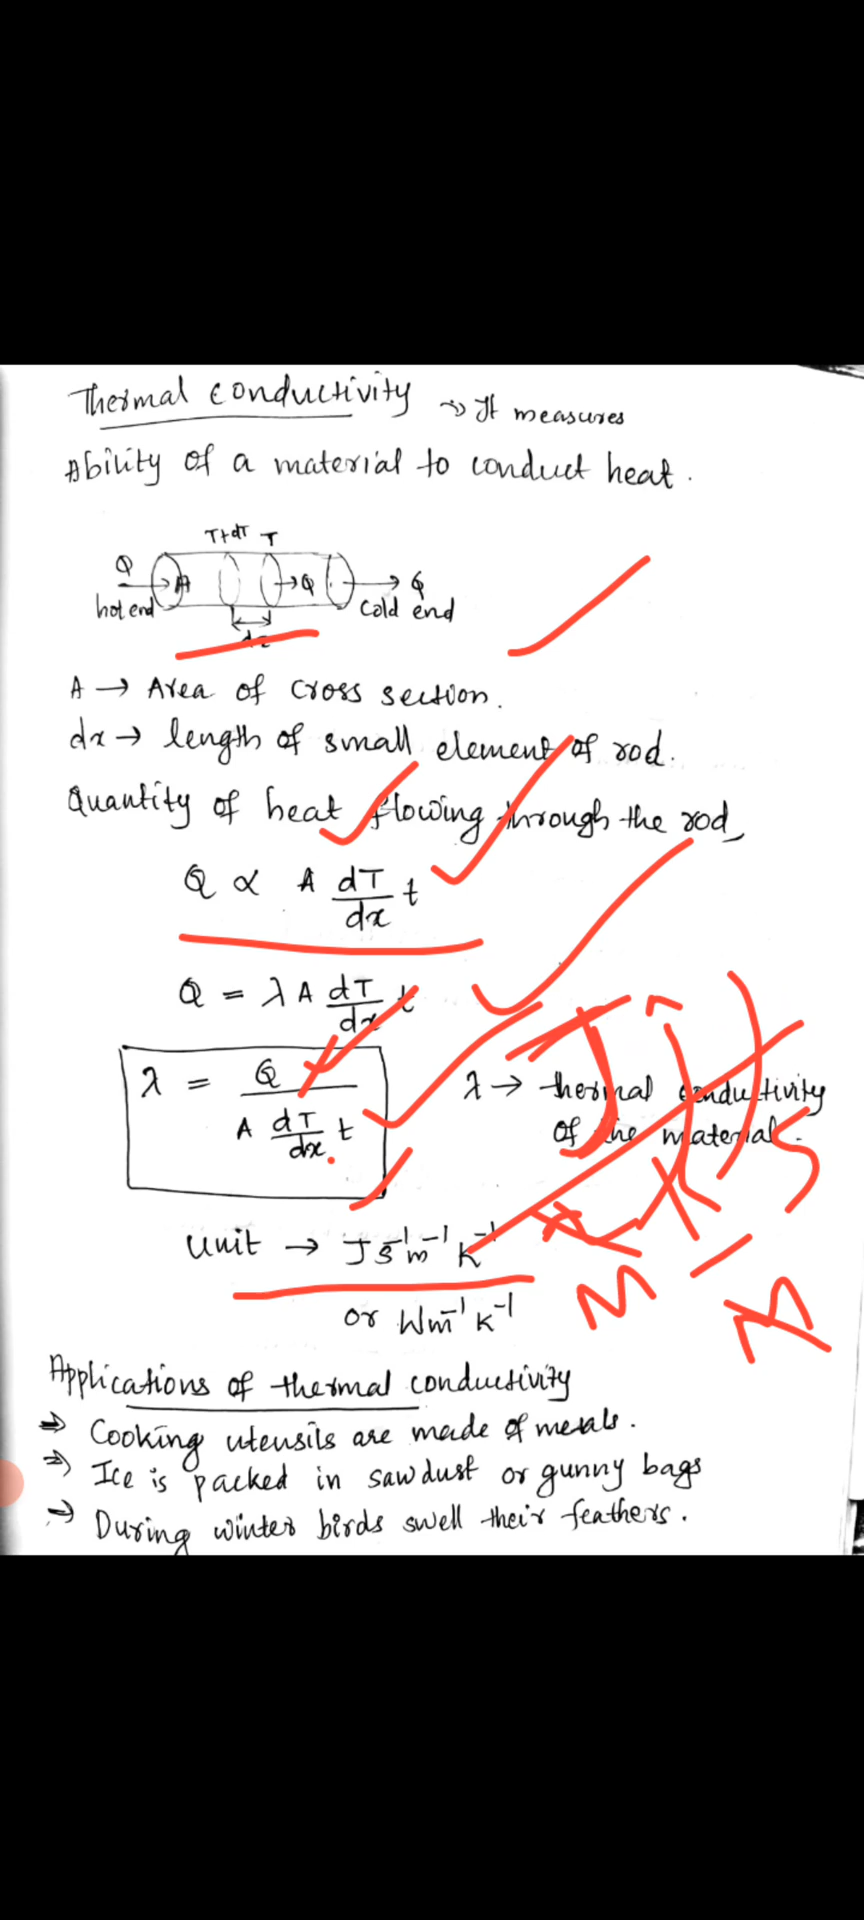 Thermal conductivity → It measures
Ability of a material to conduct heat.
T+dT T
Q A Q Q
hot end cold end
A → Area of cross section.
dx → length of small element of rod.
Quantity of heat flowing through the rod
Q ∝ A dT/dx t
Q = λ A dT/dx t
λ = Q / A dT/dx t
λ → thermal conductivity
of the material.
Unit → J s⁻¹ m⁻¹ K⁻¹
or Wm⁻¹ K⁻¹
Applications of thermal conductivity
⇒ Cooking utensils are made of metals.
⇒ Ice is packed in sawdust or gunny bags
→ During winter birds swell their feathers.